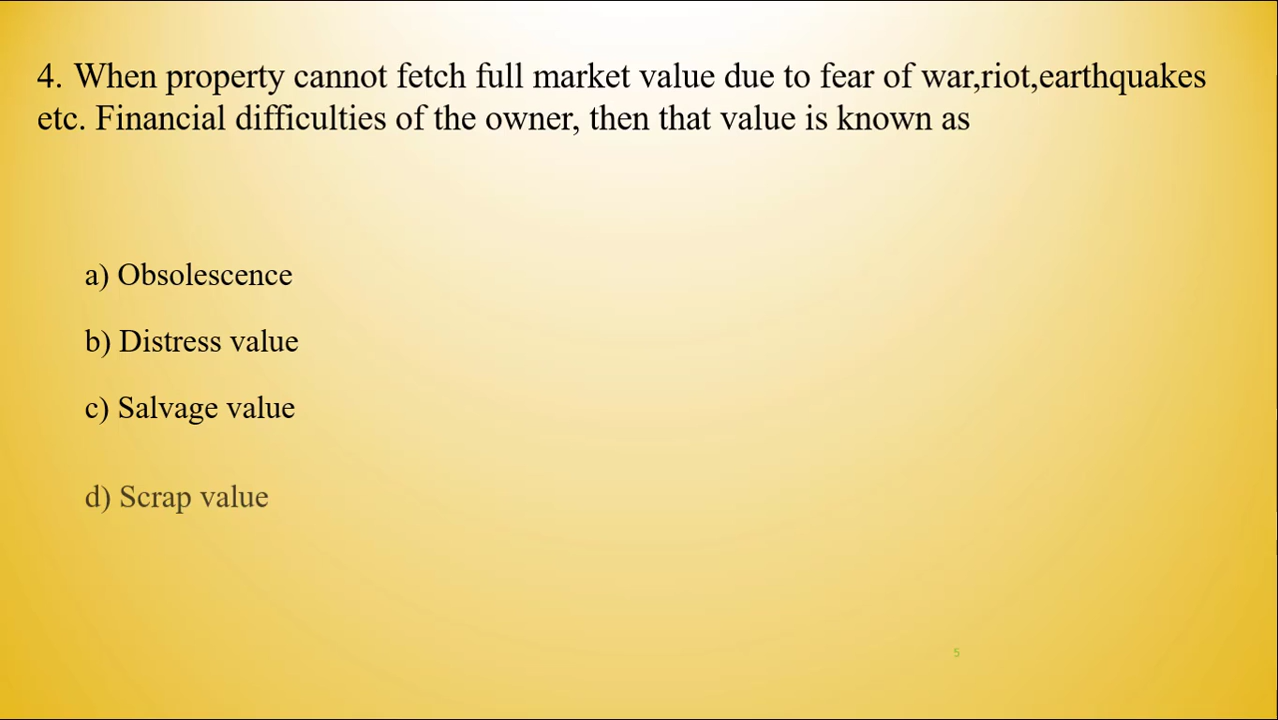 4. When property cannot fetch full market value due to fear of war,riot,earthquakes
etc. Financial difficulties of the owner, then that value is known as
a) Obsolescence
b) Distress value
c) Salvage value
d) Scrap value
5